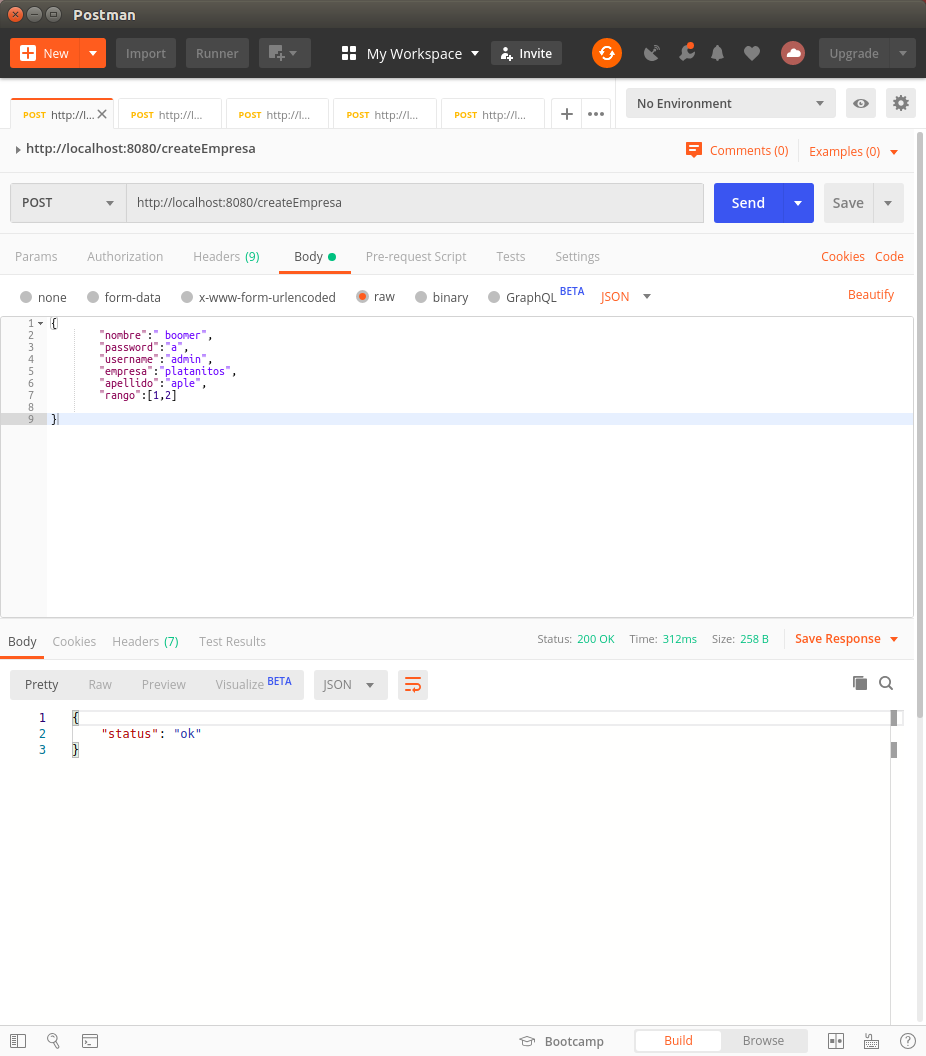 Postman
New Import Runner My Workspace Invite Upgrade
POST http://l... POST http://l... POST http://l... POST http://l... POST http://l... No Environment
http://localhost:8080/createEmpresa Comments (0) Examples (0)
POST http://localhost:8080/createEmpresa Send Save
Params Authorization Headers (9) Body Pre-request Script Tests Settings Cookies Code
none form-data x-www-form-urlencoded raw binary GraphQL BETA JSON Beautify
1 {
2 "nombre":" boomer",
3 "password":"a",
4 "username":"admin",
5 "empresa":"platanitos",
6 "apellido":"aple",
7 "rango":[1,2]
8
9 }
Body Cookies Headers (7) Test Results Status: 200 OK Time: 312ms Size: 258 B Save Response
Pretty Raw Preview Visualize BETA JSON
1 {
2 "status": "ok"
3 }
Bootcamp Build Browse